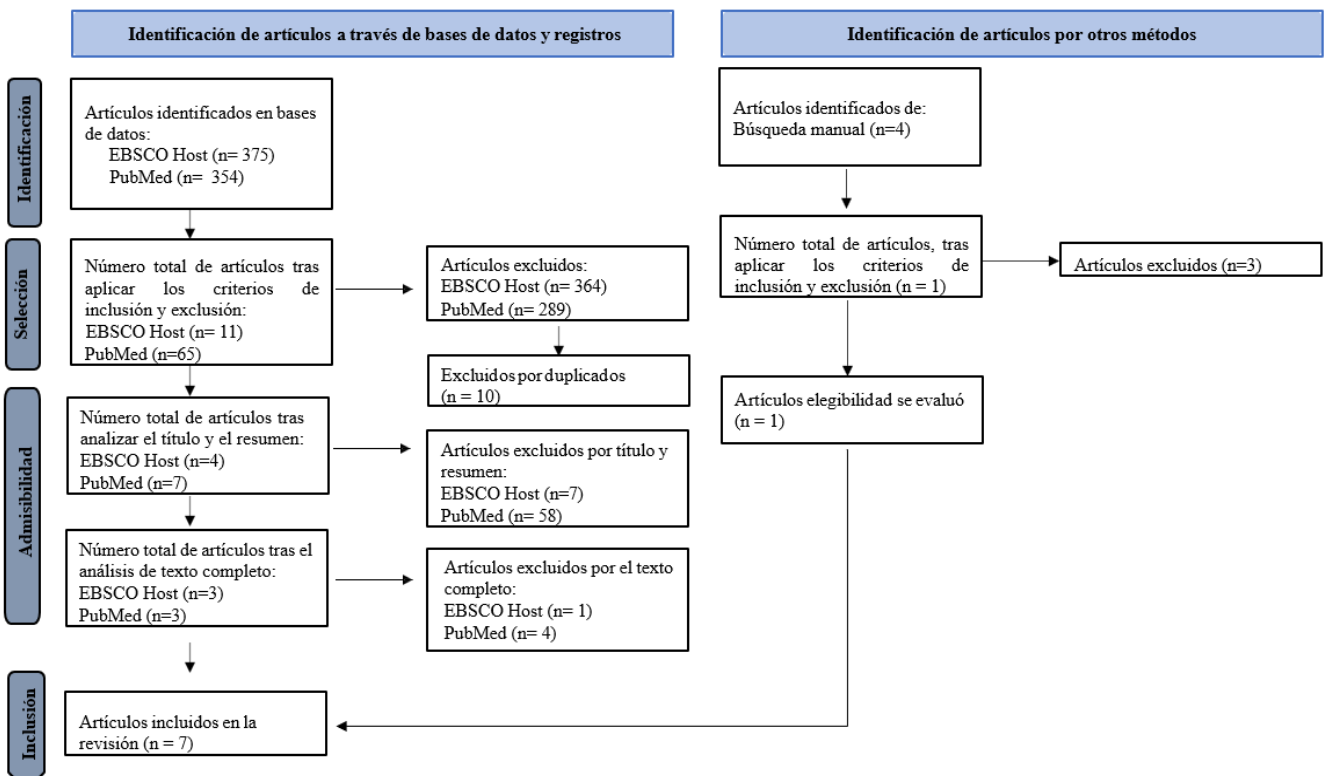 Identificación de artículos a través de bases de datos y registros
Identificación de artículos por otros métodos
Identificación
Artículos identificados en bases
de datos:
EBSCO Host (n= 375)
PubMed (n= 354)
Artículos identificados de:
Búsqueda manual (n=4)
Selección
Número total de artículos tras
aplicar los criterios de
inclusión y exclusión:
EBSCO Host (n= 11)
PubMed (n=65)
Artículos excluidos:
EBSCO Host (n= 364)
PubMed (n= 289)
Excluidos por duplicados
(n = 10)
Número total de artículos, tras
aplicar los criterios de
inclusión y exclusión (n = 1)
Artículos excluidos (n=3)
Admisibilidad
Número total de artículos tras
analizar el título y el resumen:
EBSCO Host (n=4)
PubMed (n=7)
Artículos excluidos por título y
resumen:
EBSCO Host (n=7)
PubMed (n= 58)
Artículos elegibilidad se evaluó
(n = 1)
Número total de artículos tras el
análisis de texto completo:
EBSCO Host (n=3)
PubMed (n=3)
Artículos excluidos por el texto
completo:
EBSCO Host (n= 1)
PubMed (n= 4)
Inclusión
Artículos incluidos en la
revisión (n = 7)